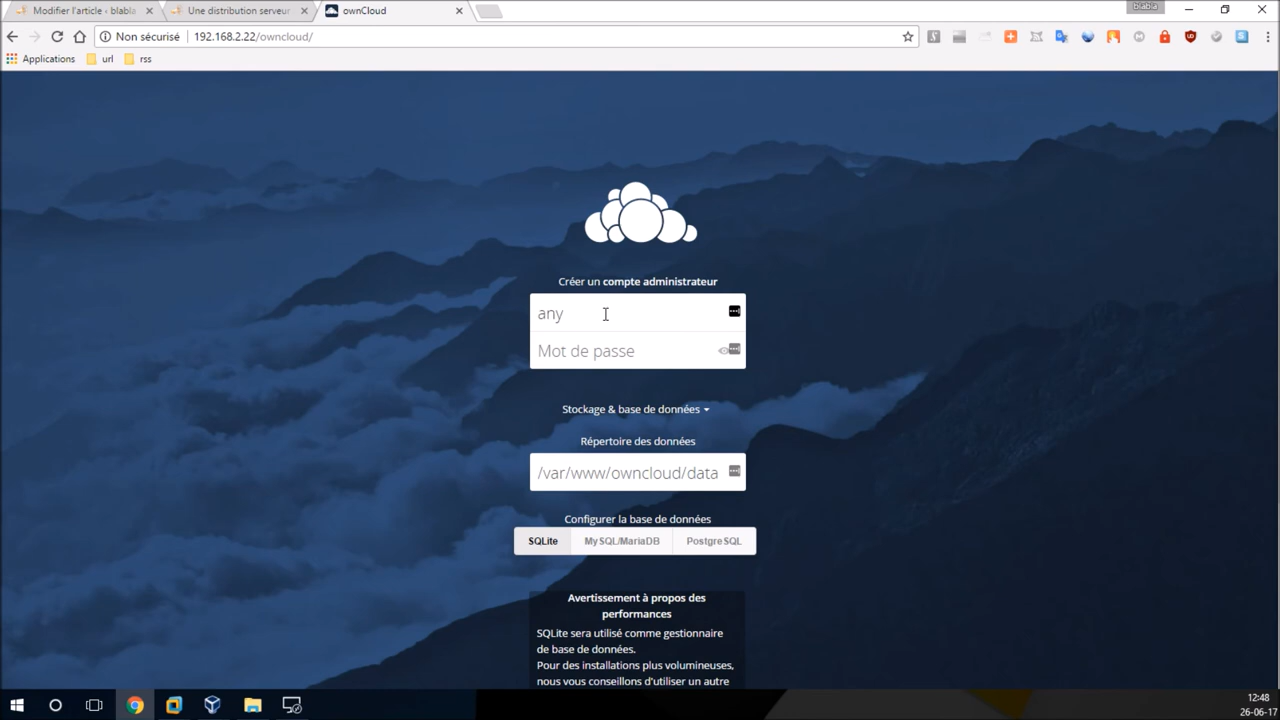 Modifier l'article ‹ blabla
Une distribution serveur
ownCloud
blabla
Non sécurisé
192.168.2.22/owncloud/
Applications
url
rss
Créer un compte administrateur
any
Mot de passe
Stockage & base de données
Répertoire des données
/var/www/owncloud/data
Configurer la base de données
SQLite
MySQL/MariaDB
PostgreSQL
Avertissement à propos des
performances
SQLite sera utilisé comme gestionnaire
de base de données.
Pour des installations plus volumineuses,
nous vous conseillons d'utiliser un autre
12:48
26-06-17